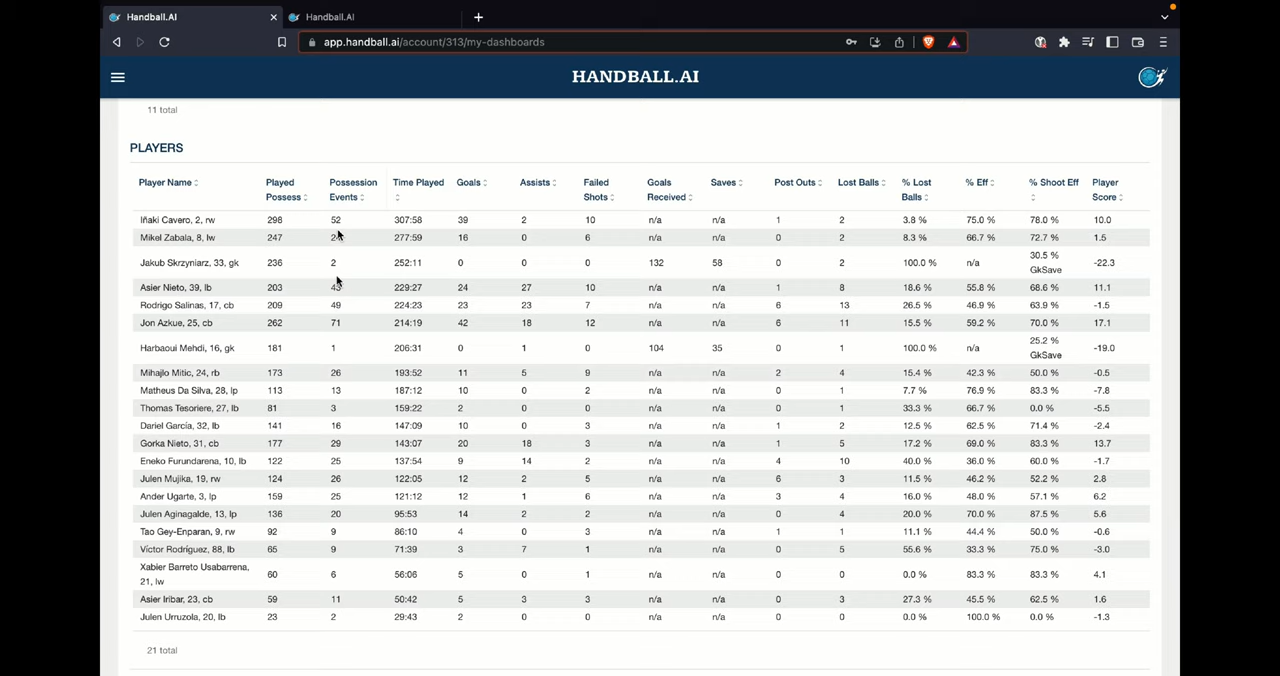 Handball.AI
Handball.AI
app.handball.ai/account/313/my-dashboards
HANDBALL.AI
11 total
PLAYERS
Player Name Played Possess Possession Events Time Played Goals Assists Failed Shots Goals Received Saves Post Outs Lost Balls % Lost Balls % Eff % Shoot Eff Player Score
Iñaki Cavero, 2, rw 298 52 307:58 39 2 10 n/a n/a 1 2 3.8 % 75.0 % 78.0 % 10.0
Mikel Zabala, 8, lw 247 277:59 16 0 6 n/a n/a 0 2 8.3 % 66.7 % 72.7 % 1.5
Jakub Skrzyniarz, 33, gk 236 2 252:11 0 0 0 132 58 0 2 100.0 % n/a 30.5 % GkSave -22.3
Asier Nieto, 39, lb 203 43 229:27 24 27 10 n/a n/a 1 8 18.6 % 55.8 % 68.6 % 11.1
Rodrigo Salinas, 17, cb 209 49 224:23 23 23 7 n/a n/a 6 13 26.5 % 46.9 % 63.9 % -1.5
Jon Azkue, 25, cb 262 71 214:19 42 18 12 n/a n/a 6 11 15.5 % 59.2 % 70.0 % 17.1
Harbaoui Mehdi, 16, gk 181 1 206:31 0 1 0 104 35 0 1 100.0 % n/a 25.2 % GkSave -19.0
Mihajlo Mitic, 24, rb 173 26 193:52 11 5 9 n/a n/a 2 4 15.4 % 42.3 % 50.0 % -0.5
Matheus Da Silva, 28, lp 113 13 187:12 10 0 2 n/a n/a 0 1 7.7 % 76.9 % 83.3 % -7.8
Thomas Tesoriere, 27, lb 81 3 159:22 2 0 0 n/a n/a 0 1 33.3 % 66.7 % 0.0 % -5.5
Dariel García, 32, lb 141 16 147:09 10 0 3 n/a n/a 1 2 12.5 % 62.5 % 71.4 % -2.4
Gorka Nieto, 31, cb 177 29 143:07 20 18 3 n/a n/a 1 5 17.2 % 69.0 % 83.3 % 13.7
Eneko Furundarena, 10, lb 122 25 137:54 9 14 2 n/a n/a 4 10 40.0 % 36.0 % 60.0 % -1.7
Julen Mujika, 19, rw 124 26 122:05 12 2 5 n/a n/a 6 3 11.5 % 46.2 % 52.2 % 2.8
Ander Ugarte, 3, lp 159 25 121:12 12 1 6 n/a n/a 3 4 16.0 % 48.0 % 57.1 % 6.2
Julen Aginagalde, 13, lp 136 20 95:53 14 2 2 n/a n/a 0 4 20.0 % 70.0 % 87.5 % 5.6
Tao Gey-Enparan, 9, rw 92 9 86:10 4 0 3 n/a n/a 1 1 11.1 % 44.4 % 50.0 % -0.6
Víctor Rodríguez, 88, lb 65 9 71:39 3 7 1 n/a n/a 0 5 55.6 % 33.3 % 75.0 % -3.0
Xabier Barreto Usabarrena, 21, lw 60 6 56:06 5 0 1 n/a n/a 0 0 0.0 % 83.3 % 83.3 % 4.1
Asier Iribar, 23, cb 59 11 50:42 5 3 3 n/a n/a 0 3 27.3 % 45.5 % 62.5 % 1.6
Julen Urruzola, 20, lb 23 2 29:43 2 0 0 n/a n/a 0 0 0.0 % 100.0 % 0.0 % -1.3
21 total